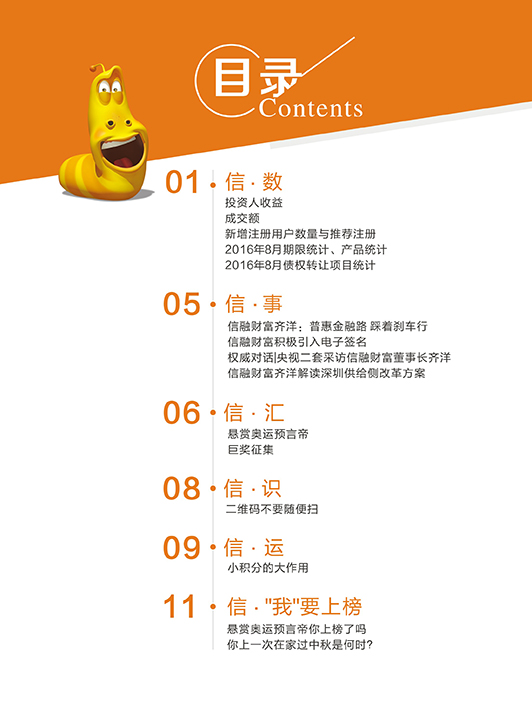 目录
Contents
01 信 · 数
投资人收益
成交额
新增注册用户数量与推荐注册
2016年8月期限统计、产品统计
2016年8月债权转让项目统计
05 信 · 事
信融财富齐洋：普惠金融路 踩着刹车行
信融财富积极引入电子签名
权威对话|央视二套采访信融财富董事长齐洋
信融财富齐洋解读深圳供给侧改革方案
06 信 · 汇
悬赏奥运预言帝
巨奖征集
08 信 · 识
二维码不要随便扫
09 信 · 运
小积分的大作用
11 信 · "我"要上榜
悬赏奥运预言帝你上榜了吗
你上一次在家过中秋是何时?